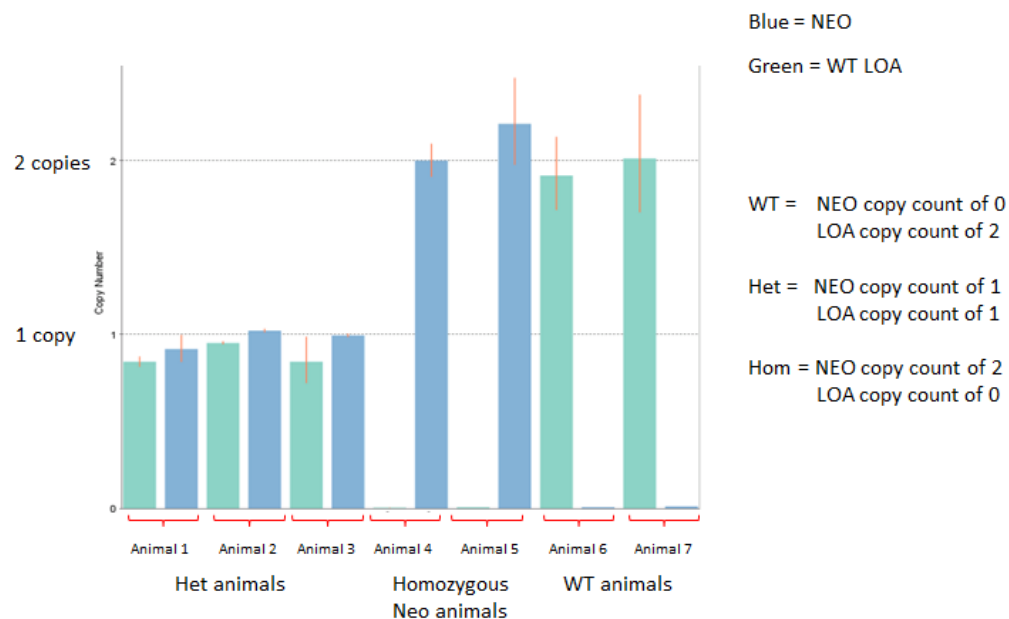 Blue = NEO
Green = WT LOA
2 copies
2
WT = NEO copy count of 0
LOA copy count of 2
Copy Number
Het = NEO copy count of 1
LOA copy count of 1
1 copy
1
Hom = NEO copy count of 2
LOA copy count of 0
0
Animal 1 Animal 2 Animal 3 Animal 4 Animal 5 Animal 6 Animal 7
Het animals
Homozygous
Neo animals
WT animals